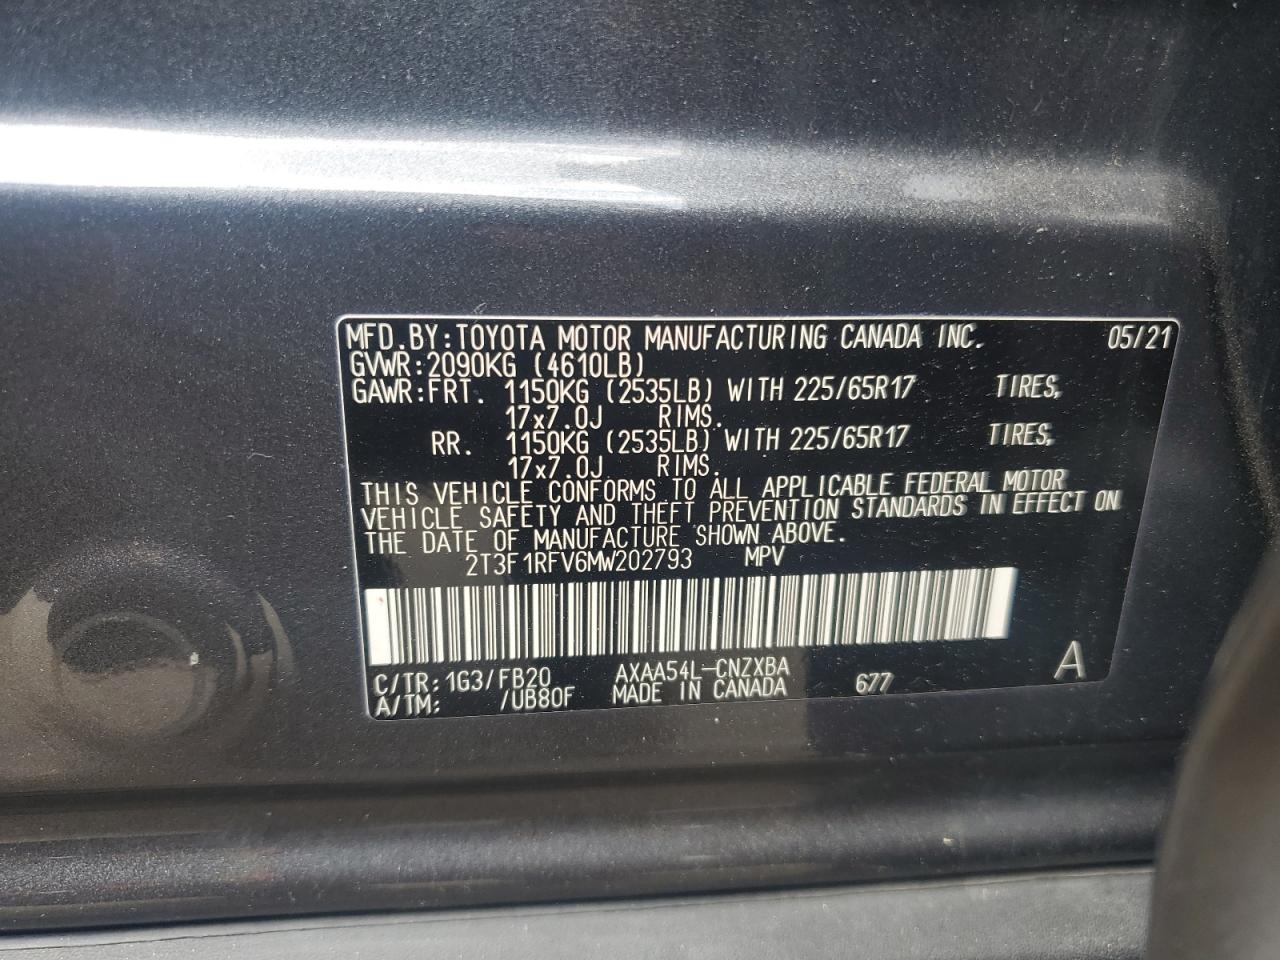 MFD.BY:TOYOTA MOTOR MANUFACTURING CANADA INC. 05/21
GVWR:2090KG (4610LB)
GAWR:FRT. 1150KG (2535LB) WITH 225/65R17 TIRES,
17x7.0J RIMS.
RR. 1150KG (2535LB) WITH 225/65R17 TIRES,
17x7.0J RIMS.
THIS VEHICLE CONFORMS TO ALL APPLICABLE FEDERAL MOTOR
VEHICLE SAFETY AND THEFT PREVENTION STANDARDS IN EFFECT ON
THE DATE OF MANUFACTURE SHOWN ABOVE.
2T3F1RFV6MW202793 MPV
C/TR:1G3/FB20 AXAA54L-CNZXBA 677 A
A/TM: /UB80F MADE IN CANADA